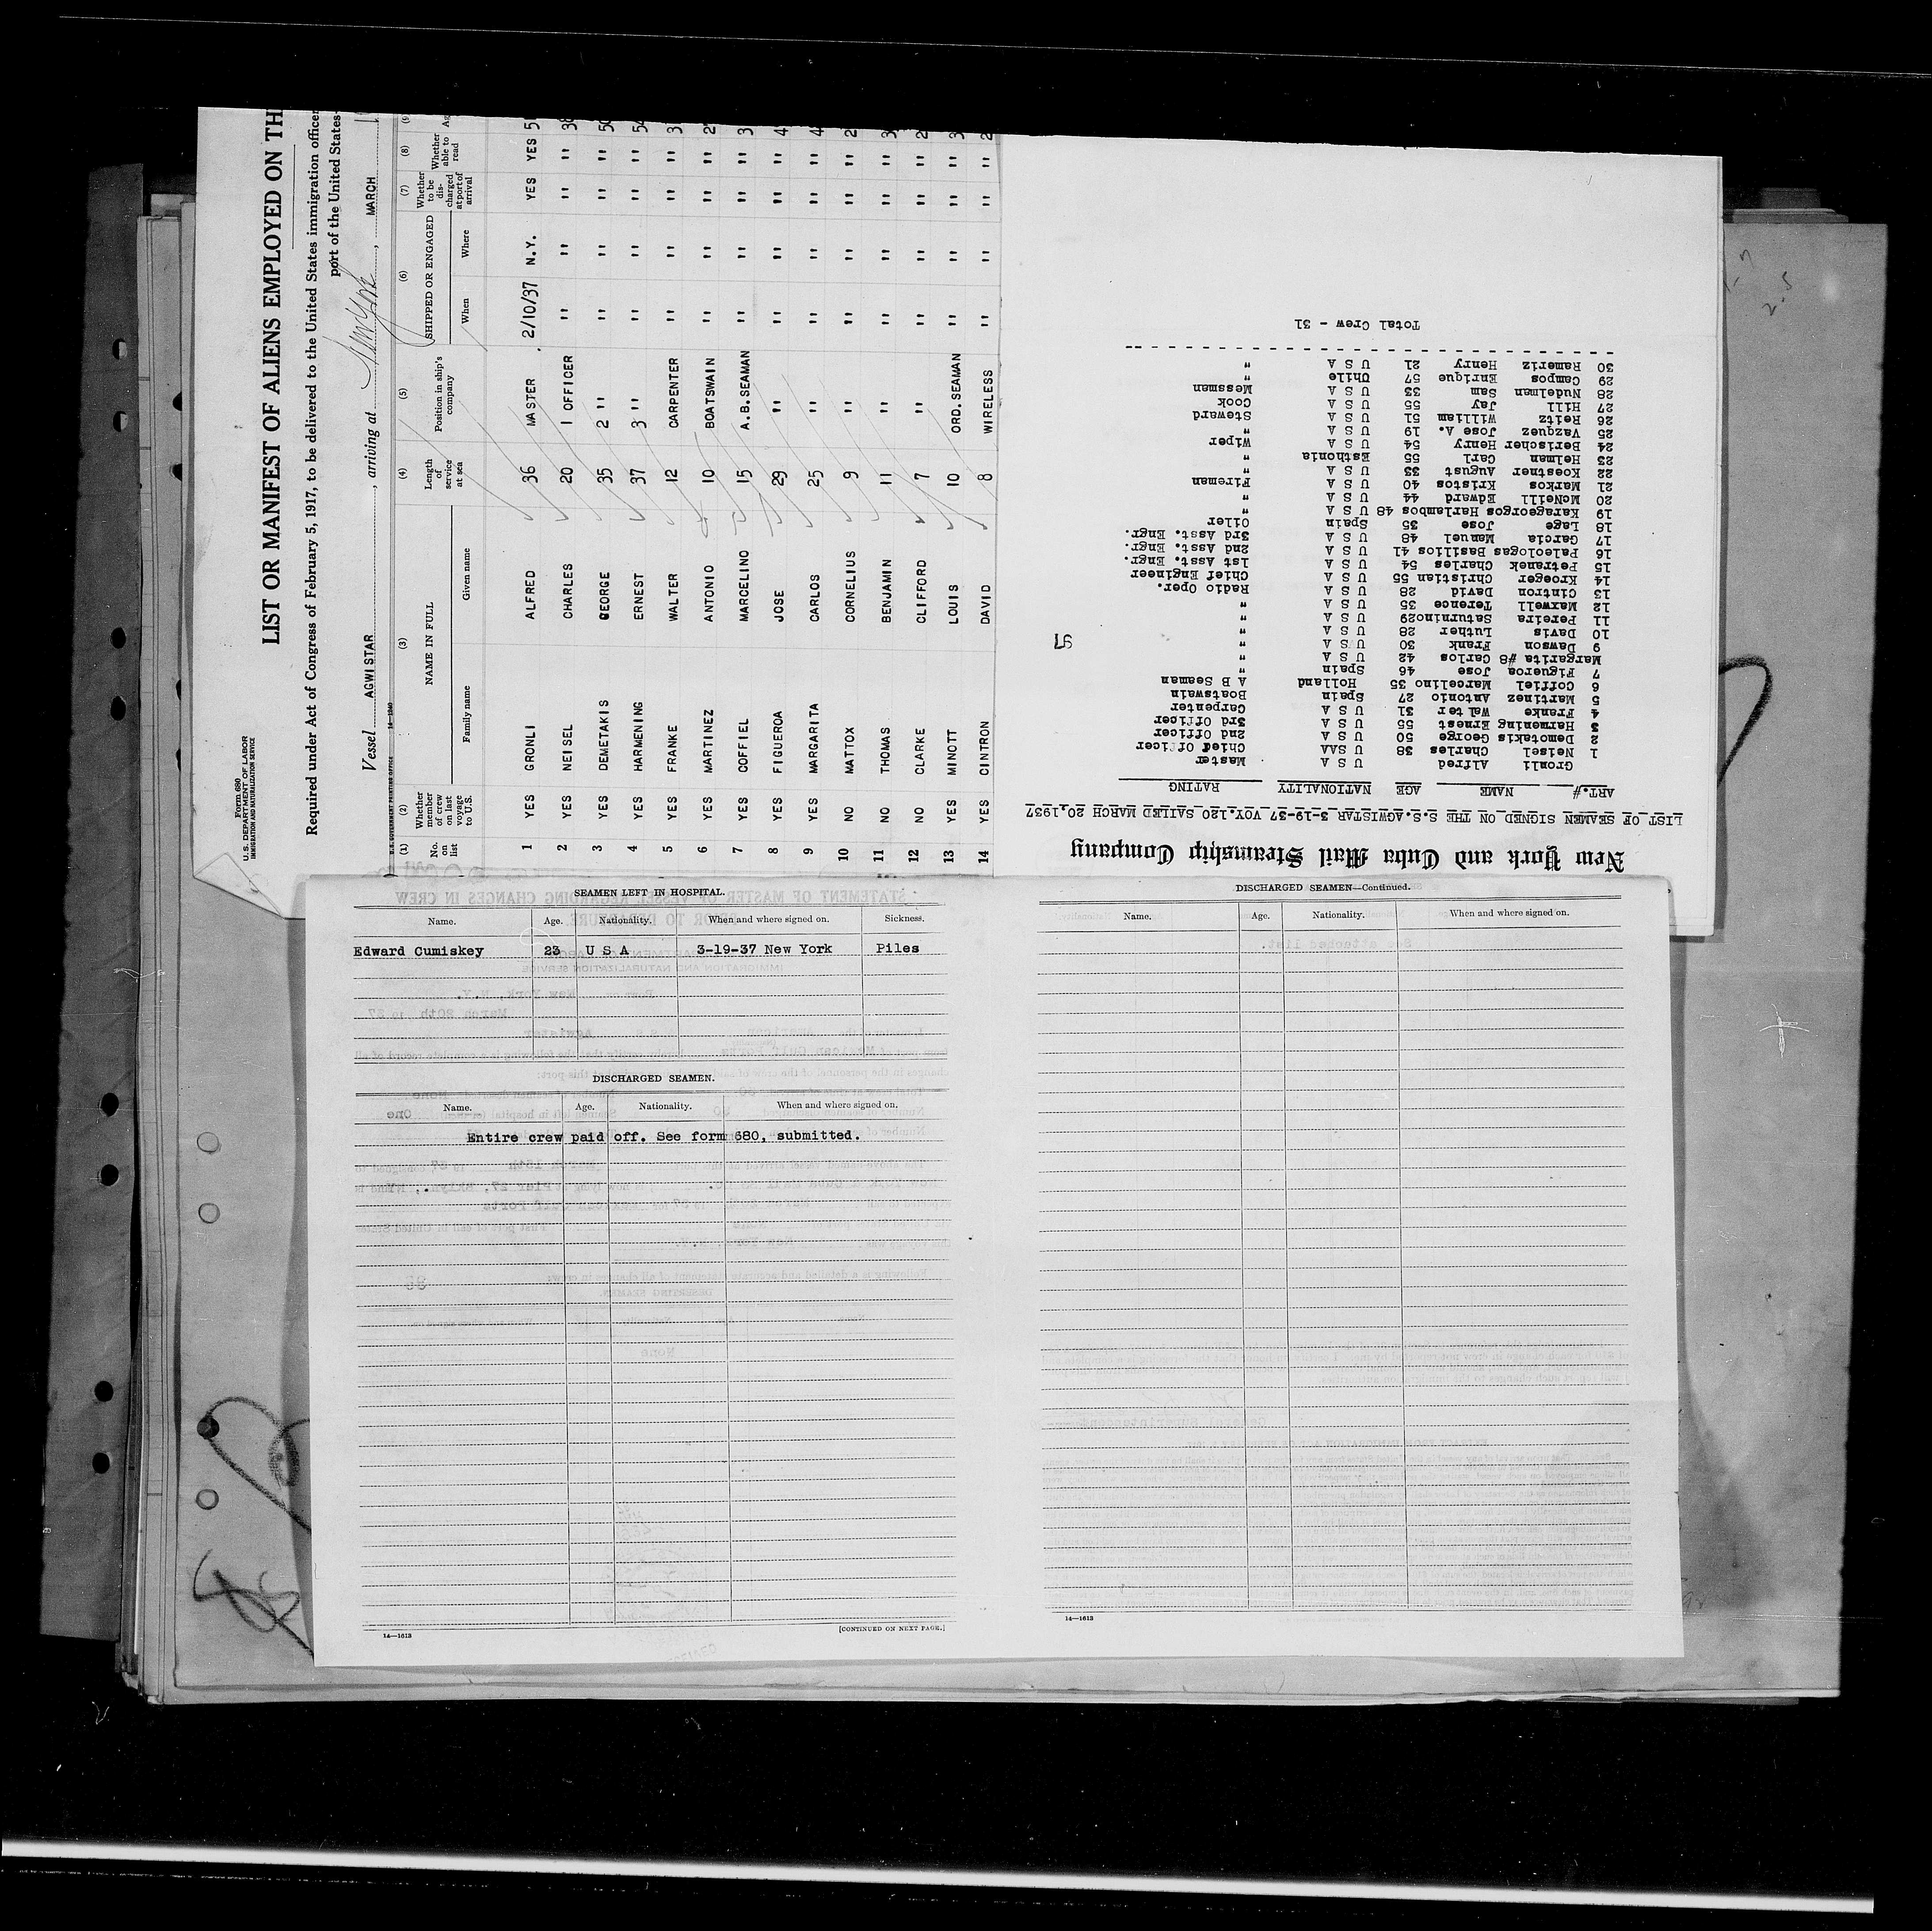 Form 680
U. S. DEPARTMENT OF LABOR
IMMIGRATION AND NATURALIZATION SERVICE
LIST OR MANIFEST OF ALIENS EMPLOYED ON TH
Required under Act of Congress of February 5, 1917, to be delivered to the United States immigration officer
port of the United States
Vessel AGWISTAR, arriving at New York, MARCH
U. S. GOVERNMENT PRINTING OFFICE 14—1240
(1) (2) (3) (4) (5) (6) (7) (8) (9)
No. on list Whether member of crew on last voyage to U.S. NAME IN FULL Family name Given name Length of service at sea Position in ship's company SHIPPED OR ENGAGED When Where Whether to be discharged at port of arrival Whether able to read Ag
1 YES GRONLI ALFRED 36 MASTER 2/10/37 N.Y. YES YES
2 YES NEISEL CHARLES 20 1 OFFICER " " " "
3 YES DEMETAKIS GEORGE 35 2 " " " " "
4 YES HARMENING ERNEST 37 3 " " " " "
5 YES FRANKE WALTER 12 CARPENTER " " " "
6 YES MARTINEZ ANTONIO 10 BOATSWAIN " " " "
7 YES COFFIEL MARCELINO 15 A.B.SEAMAN " " " "
8 YES FIGUEROA JOSE 29 " " " " "
9 YES MARGARITA CARLOS 25 " " " " "
10 NO MATTOX CORNELIUS 9 " " " " "
11 NO THOMAS BENJAMIN 11 " " " " "
12 NO CLARKE CLIFFORD 7 " " " " "
13 YES MINOTT LOUIS 10 ORD.SEAMAN " " " "
14 YES CINTRON DAVID 8 WIRELESS " " " "
New York and Cuba Mail Steamship Company
LIST OF SEAMEN SIGNED ON THE S.S.AGWISTAR 3-19-37 VOY.120 SAILED MARCH 20,1937
ART.# NAME AGE NATIONALITY RATING
Gronli Alfred U S A Master
1 Neisel Charles 38 U SAA Chief Officer
2 Demotakis George 50 U S A 2nd Officer
3 Harmening Ernest 55 U S A 3rd Officer
4 Franke Walter 31 U S A Carpenter
5 Martinez Antonio 27 Spain Boatswain
6 Coffiel Marcelino 35 Holland A B Seaman
7 Figueroa Jose 46 Spain "
Margarita #8 Carlos 42 U S A "
9 Dawson Frank 30 U S A "
10 Davis Luther 28 U S A "
11 Pereira Saturnino29 U S A "
12 Maxwell Terence 35 U S A "
13 Cintron David 28 U S A Radio Oper.
14 Kroeger Christian 55 U S A Chief Engineer
15 Petranek Charles 54 U S A 1st Asst. Engr.
16 Paleologas Basilios 41 U S A 2nd Asst. Engr.
17 Garcia Manuel 48 U S A 3rd Asst. Engr.
18 Lage Jose 35 Spain Oiler
19 Karageorgos Harlambos 48 U S A "
20 McNeill Edward 44 U S A "
21 Markos Kristos 40 U S A Fireman
22 Koestner August 33 U S A "
23 Helman Carl 55 Esthonia "
24 Berischer Henry 54 U S A Wiper
25 Vazquez Jose A. 19 U S A "
26 Reitz William 51 U S A Steward
27 Hill Jay 55 U S A Cook
28 Nudelman Sam 33 U S A Messman
29 Campos Enrique 57 Chile "
30 Rameriz Henry 21 U S A "
Total Crew - 31
97
SEAMEN LEFT IN HOSPITAL.
Name. Age. Nationality. When and where signed on. Sickness.
Edward Cumiskey 23 U S A 3-19-37 New York Piles
DISCHARGED SEAMEN.
Name. Age. Nationality. When and where signed on.
Entire crew paid off. See form 680, submitted.
14—1613
[CONTINUED ON NEXT PAGE.]
DISCHARGED SEAMEN—Continued.
Name. Age. Nationality. When and where signed on.
14—1613